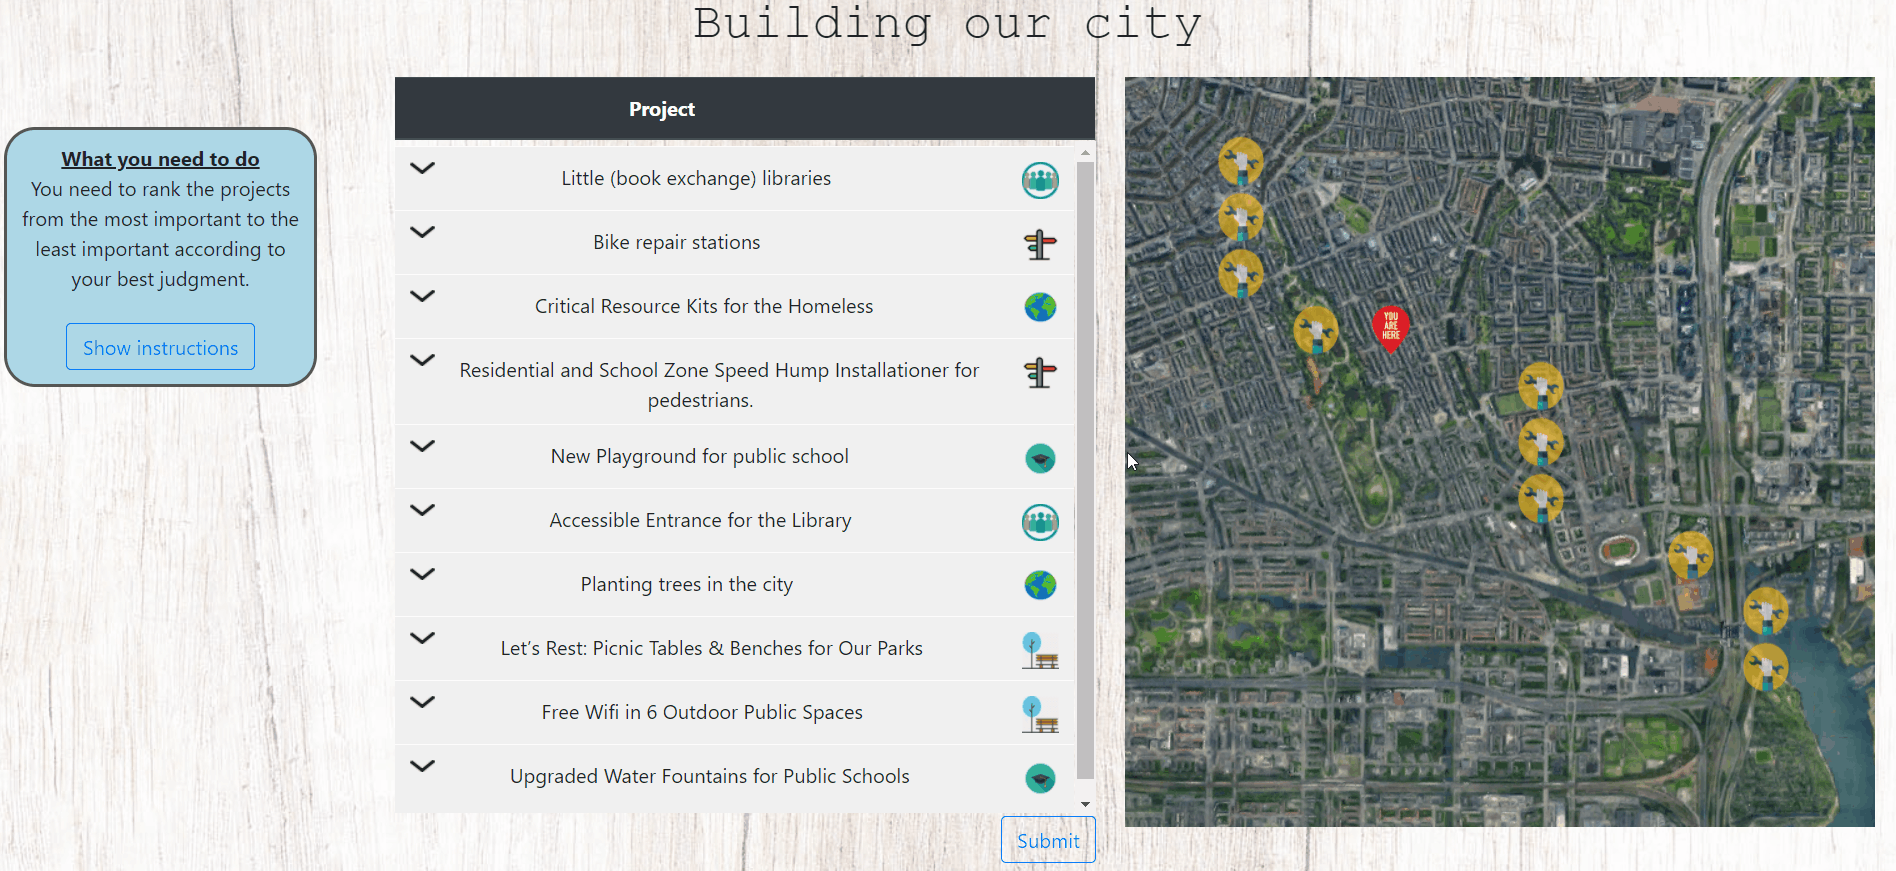 Building our city
What you need to do
You need to rank the projects
from the most important to the
least important according to
your best judgment.
Show instructions
Project
Little (book exchange) libraries
Bike repair stations
Critical Resource Kits for the Homeless
Residential and School Zone Speed Hump Installationer for
pedestrians.
New Playground for public school
Accessible Entrance for the Library
Planting trees in the city
Let’s Rest: Picnic Tables & Benches for Our Parks
Free Wifi in 6 Outdoor Public Spaces
Upgraded Water Fountains for Public Schools
Submit
YOU
ARE
HERE